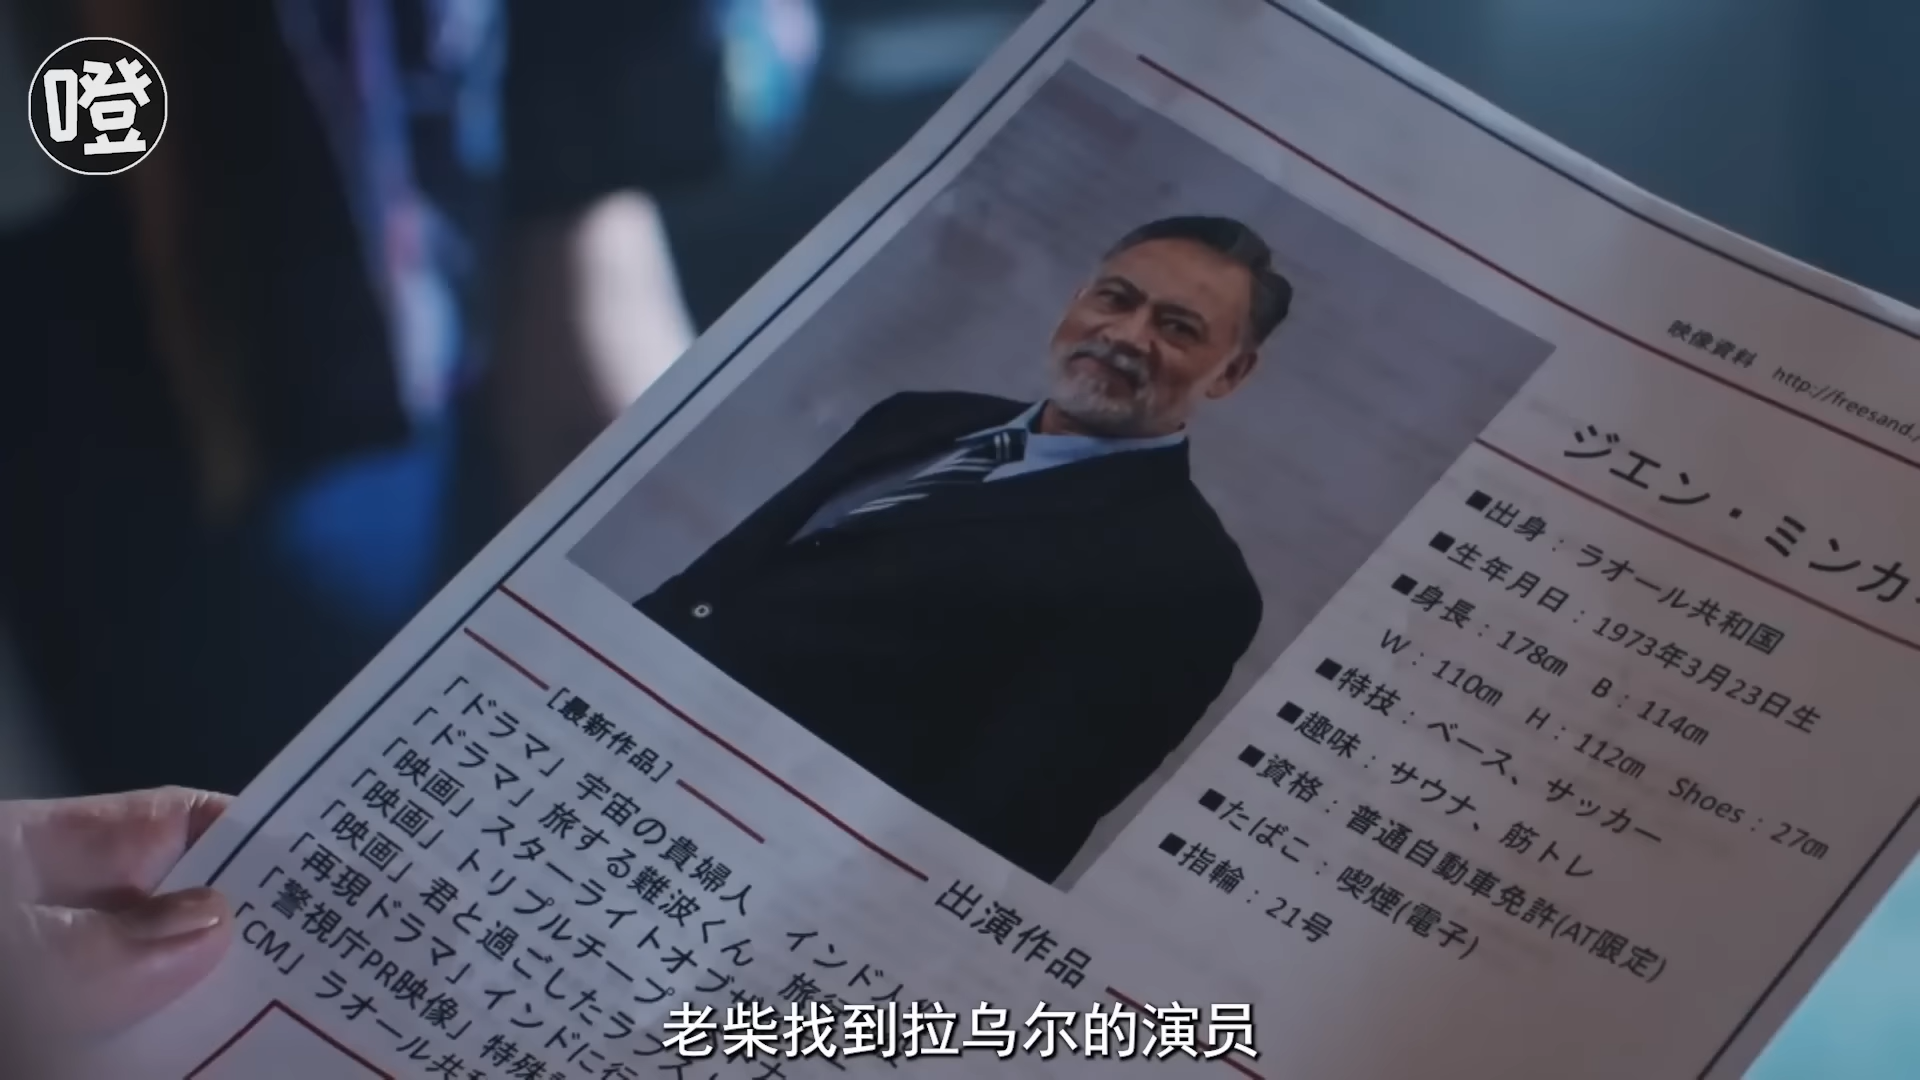 噔
映像資料 http://freesand.
ジエン・ミンカ
■出身：ラオール共和国
■生年月日：1973年3月23日生
■身長：178㎝ B：114㎝
W：110㎝ H：112㎝ Shoes：27㎝
■特技：ベース、サッカー
■趣味：サウナ、筋トレ
■資格：普通自動車免許(AT限定)
■たばこ：喫煙(電子)
■指輪：21号
出演作品
[最新作品]
「ドラマ」宇宙の貴婦人 インド人
「ドラマ」旅する難波くん 旅行
「映画」スターライトオブザ
「映画」トリプルチープ
「映画」君と過ごしたラブ
「再現ドラマ」インドに行
「警視庁PR映像」特殊
「CM」ラオール共
老柴找到拉乌尔的演员